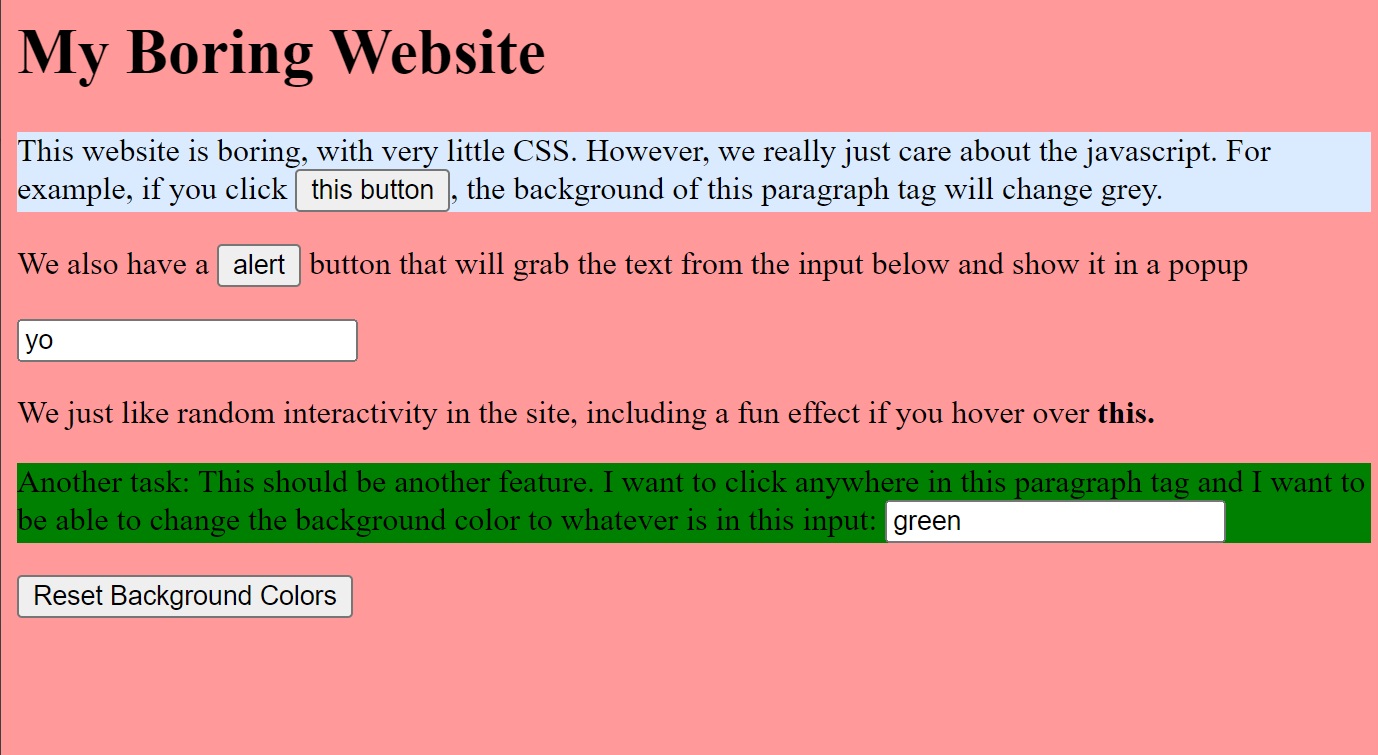 My Boring Website
This website is boring, with very little CSS. However, we really just care about the javascript. For
example, if you click this button, the background of this paragraph tag will change grey.
We also have a alert button that will grab the text from the input below and show it in a popup
yo
We just like random interactivity in the site, including a fun effect if you hover over this.
Another task: This should be another feature. I want to click anywhere in this paragraph tag and I want to
be able to change the background color to whatever is in this input: green
Reset Background Colors